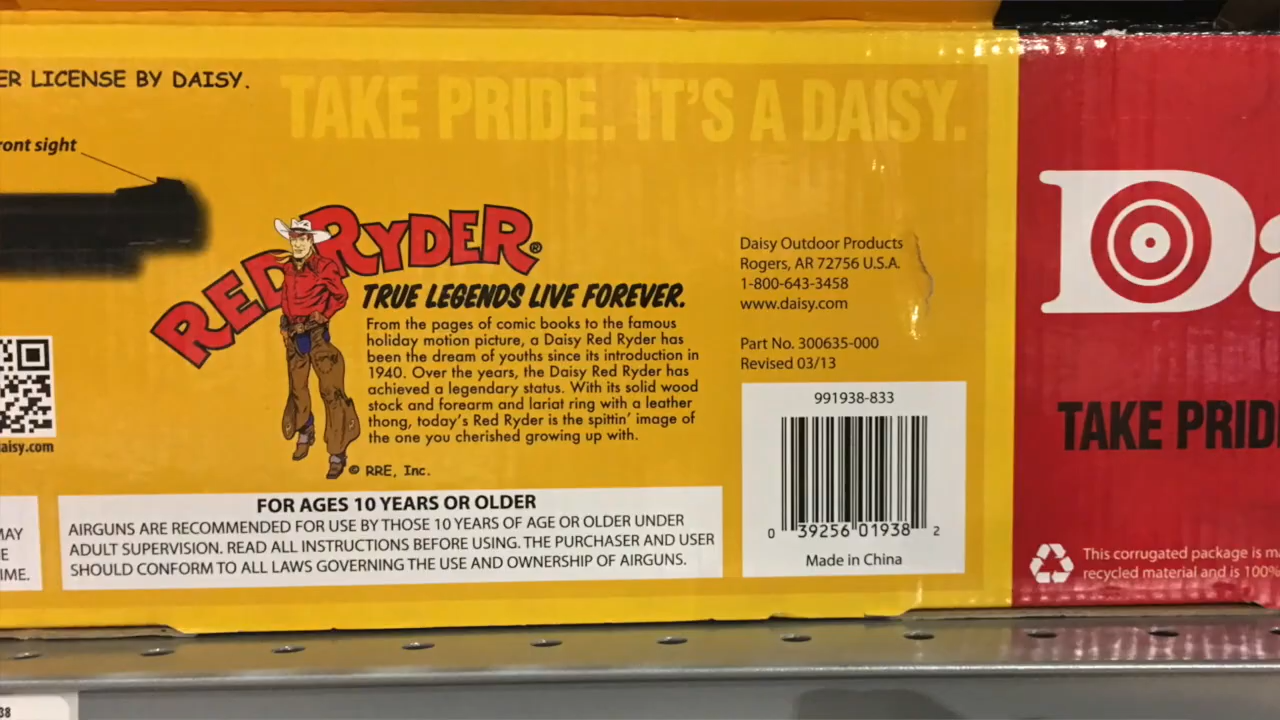 ER LICENSE BY DAISY.
TAKE PRIDE. IT'S A DAISY.
ront sight
RED RYDER®
TRUE LEGENDS LIVE FOREVER.
From the pages of comic books to the famous
holiday motion picture, a Daisy Red Ryder has
been the dream of youths since its introduction in
1940. Over the years, the Daisy Red Ryder has
achieved a legendary status. With its solid wood
stock and forearm and lariat ring with a leather
thong, today's Red Ryder is the spittin' image of
the one you cherished growing up with.
© RRE, Inc.
aisy.com
Daisy Outdoor Products
Rogers, AR 72756 U.S.A.
1-800-643-3458
www.daisy.com
Part No. 300635-000
Revised 03/13
991938-833
0 39256 01938 2
Made in China
MAY
E
IME.
FOR AGES 10 YEARS OR OLDER
AIRGUNS ARE RECOMMENDED FOR USE BY THOSE 10 YEARS OF AGE OR OLDER UNDER
ADULT SUPERVISION. READ ALL INSTRUCTIONS BEFORE USING. THE PURCHASER AND USER
SHOULD CONFORM TO ALL LAWS GOVERNING THE USE AND OWNERSHIP OF AIRGUNS.
Da
TAKE PRID
This corrugated package is m
recycled material and is 100%
38